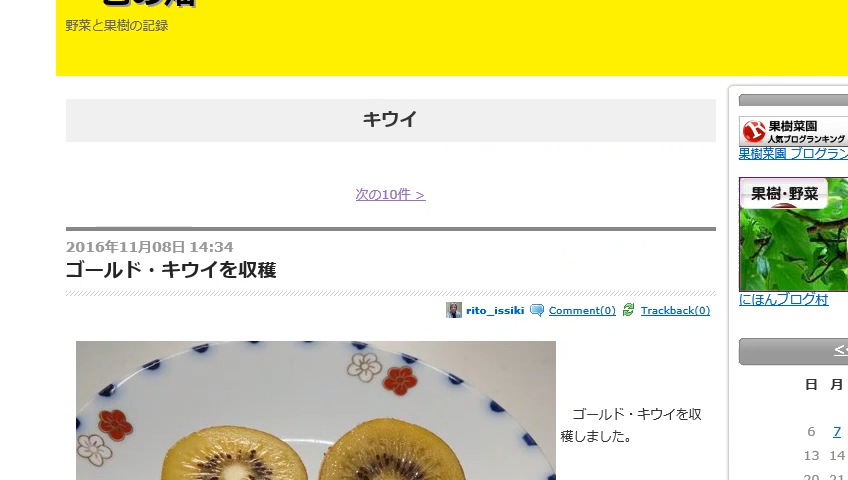 野菜と果樹の記録
キウイ
次の10件 >
2016年11月08日 14:34
ゴールド・キウイを収穫
rito_issiki Comment(0) Trackback(0)
ゴールド・キウイを収
穫しました。
果樹菜園
人気ブログランキング
果樹菜園 ブログラン
果樹・野菜
にほんブログ村
<<
日 月
6 7
13 14
20 21